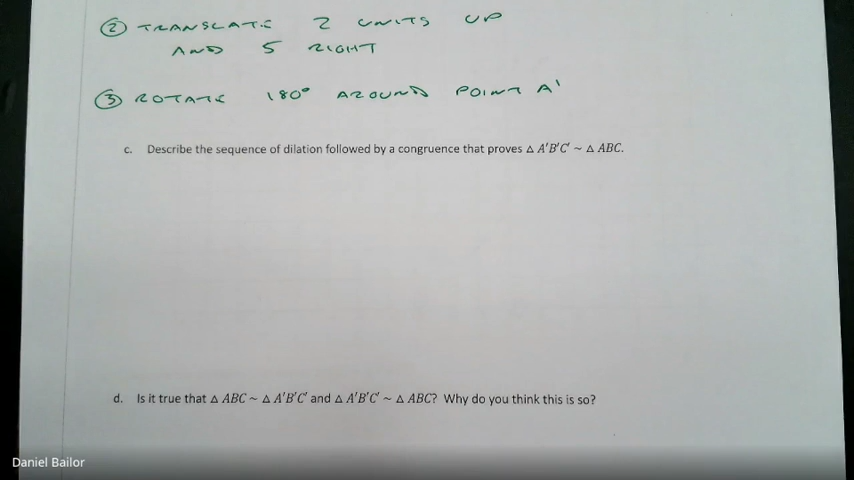 ② TRANSLATE 2 UNITS UP
AND 5 RIGHT
③ ROTATE 180° AROUND POINT A'
c. Describe the sequence of dilation followed by a congruence that proves △ A'B'C' ~ △ ABC.
d. Is it true that △ ABC ~ △ A'B'C' and △ A'B'C' ~ △ ABC? Why do you think this is so?
Daniel Bailor